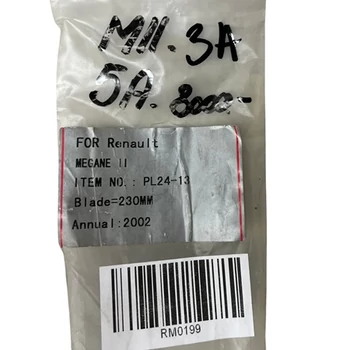 MII. 3A
5A. 8000,-
FOR Renault
MEGANE II
ITEM NO.: PL24-13
Blade=230MM
Annual:2002
RM0199